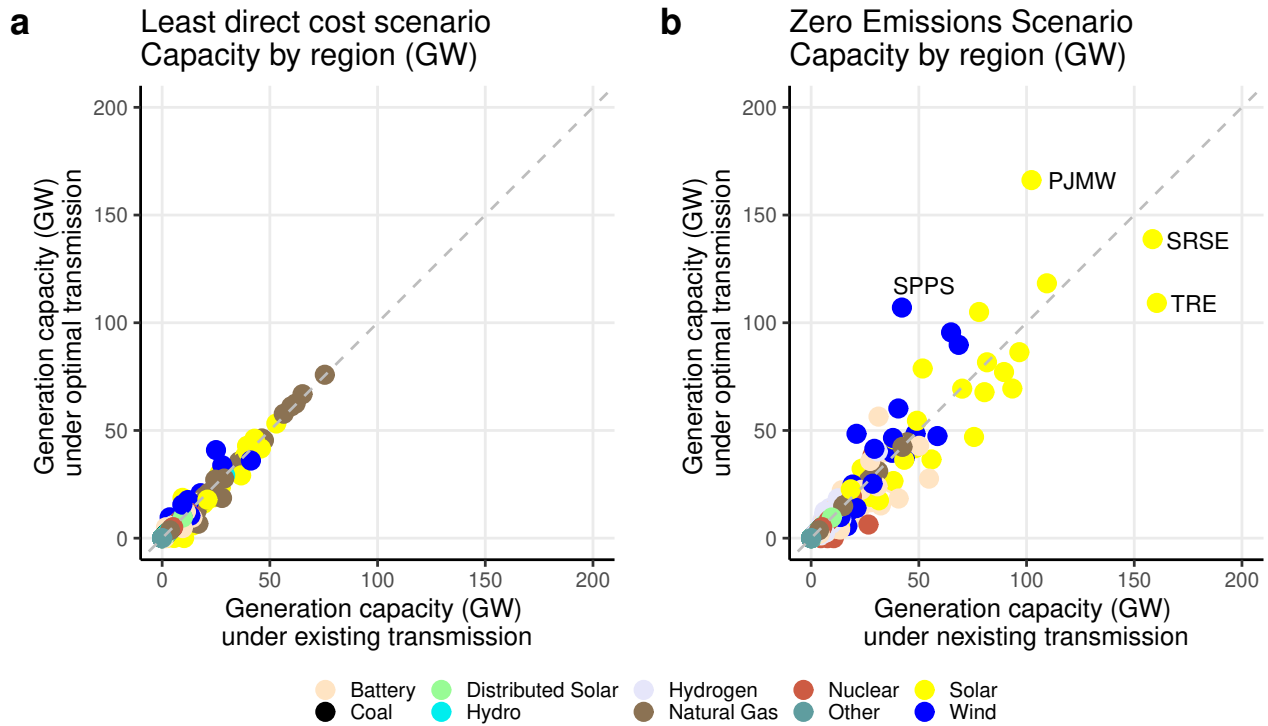 a
Least direct cost scenario
Capacity by region (GW)
Generation capacity (GW)
under optimal transmission
200
150
100
50
0
0 50 100 150 200
Generation capacity (GW)
under existing transmission
b
Zero Emissions Scenario
Capacity by region (GW)
Generation capacity (GW)
under optimal transmission
200
150
100
50
0
PJMW
SRSE
SPPS
TRE
0 50 100 150 200
Generation capacity (GW)
under nexisting transmission
Battery Distributed Solar Hydrogen Nuclear Solar
Coal Hydro Natural Gas Other Wind